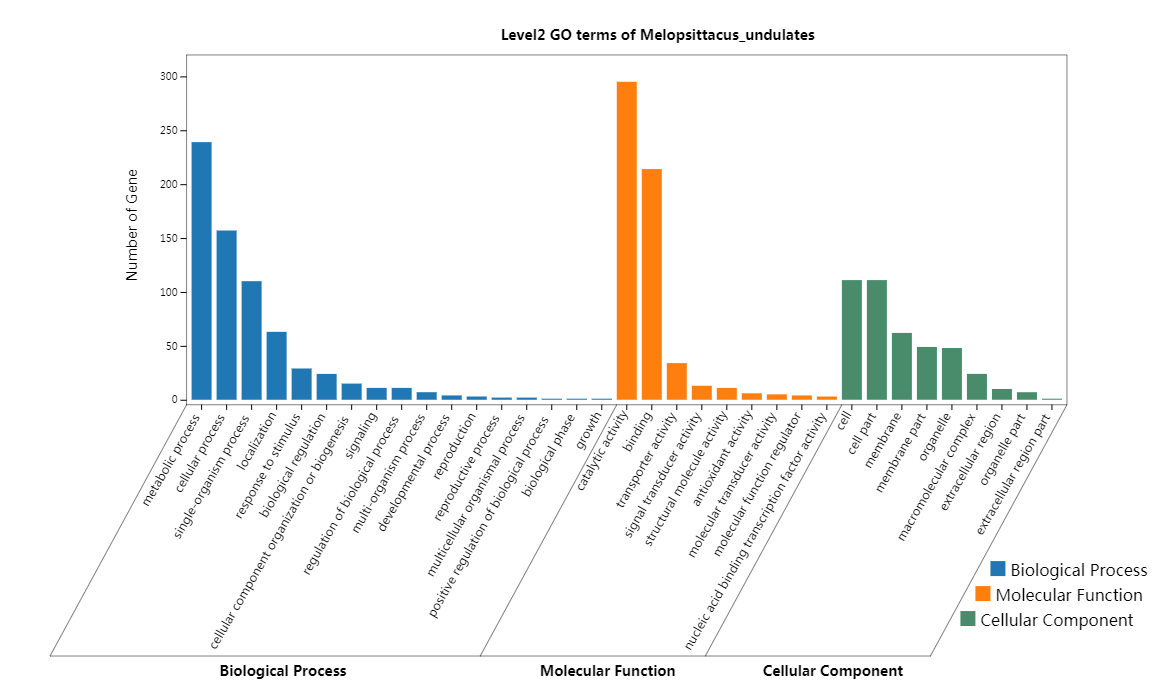 Level2 GO terms of Melopsittacus_undulates
Number of Gene
300
250
200
150
100
50
0
metabolic process
cellular process
single-organism process
localization
response to stimulus
biological regulation
cellular component organization or biogenesis
signaling
regulation of biological process
multi-organism process
developmental process
reproduction
reproductive process
multicellular organismal process
positive regulation of biological process
biological phase
growth
catalytic activity
binding
transporter activity
signal transducer activity
structural molecule activity
antioxidant activity
molecular transducer activity
molecular function regulator
nucleic acid binding transcription factor activity
cell
cell part
membrane
membrane part
organelle
macromolecular complex
extracellular region
organelle part
extracellular region part
Biological Process
Molecular Function
Cellular Component
Biological Process
Molecular Function
Cellular Component